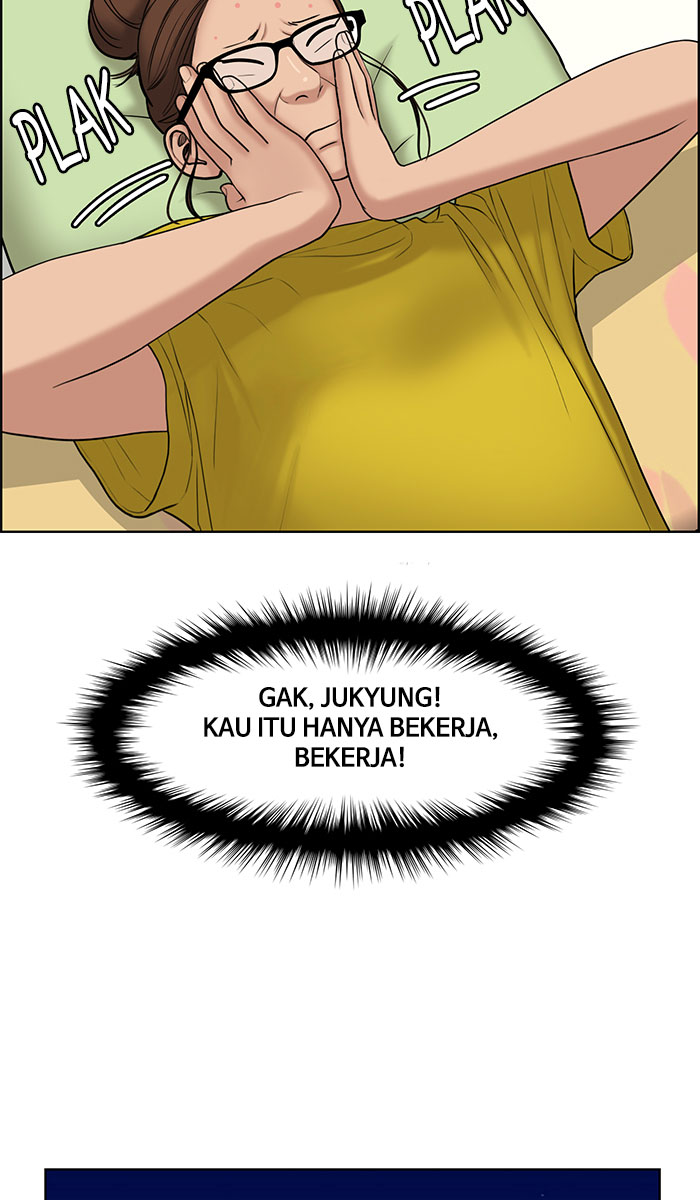 PLAK
PLAK
GAK, JUKYUNG!
KAU ITU HANYA BEKERJA,
BEKERJA!